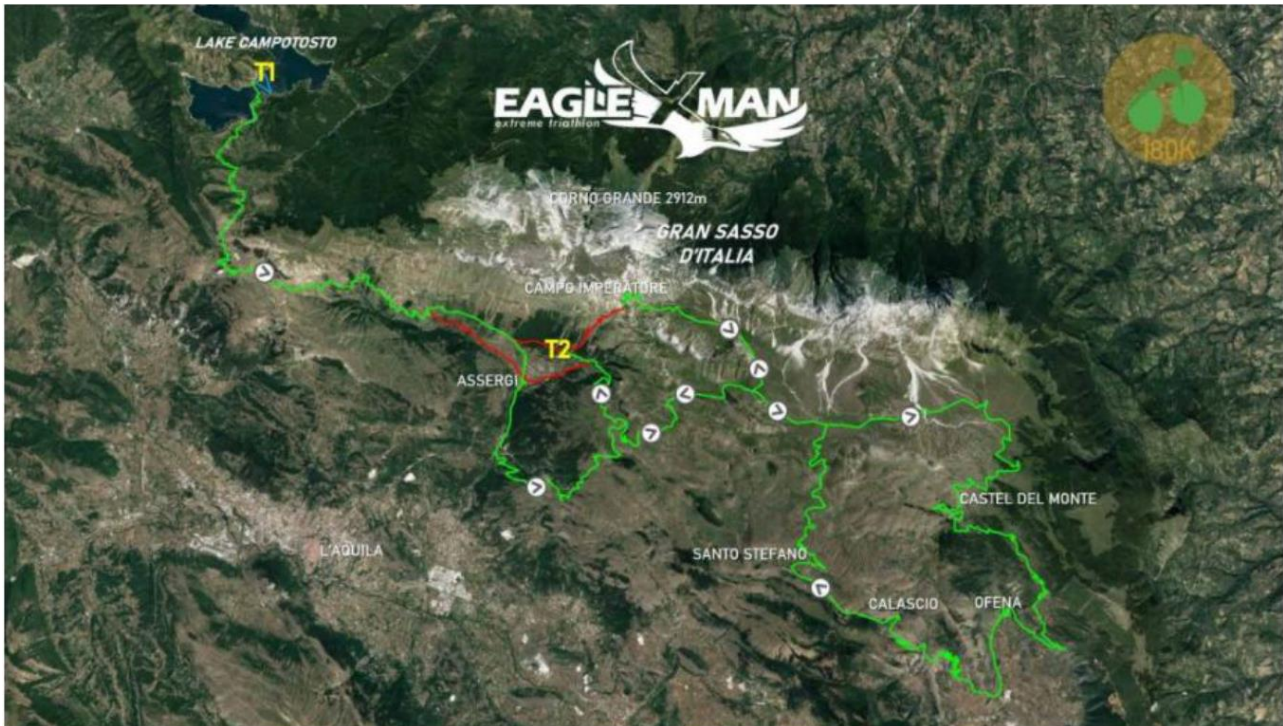 LAKE CAMPOTOSTO
T1
EAGLEXMAN
extreme triathlon
180K
CORNO GRANDE 2912m
GRAN SASSO
D'ITALIA
CAMPO IMPERATORE
T2
ASSERGI
CASTEL DEL MONTE
L'AQUILA
SANTO STEFANO
CALASCIO
OFENA